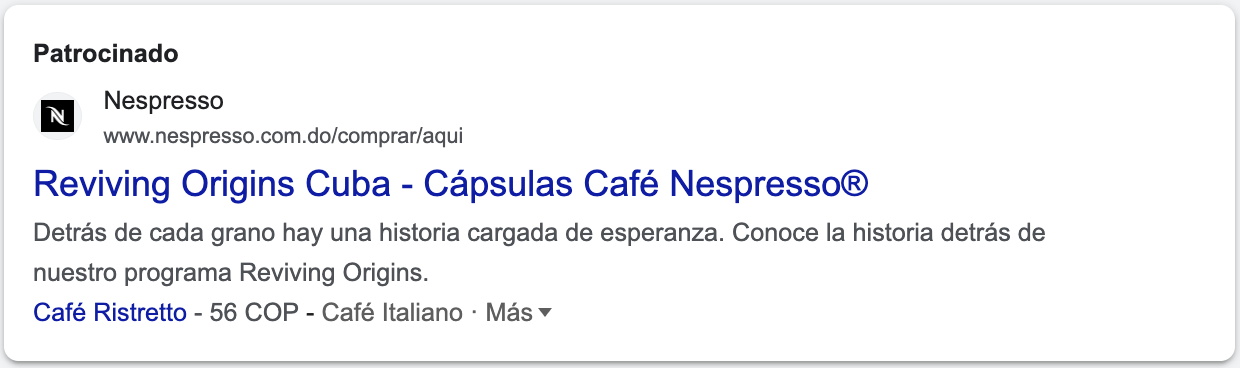 Patrocinado
Nespresso
www.nespresso.com.do/comprar/aqui
Reviving Origins Cuba - Cápsulas Café Nespresso®
Detrás de cada grano hay una historia cargada de esperanza. Conoce la historia detrás de
nuestro programa Reviving Origins.
Café Ristretto - 56 COP - Café Italiano · Más